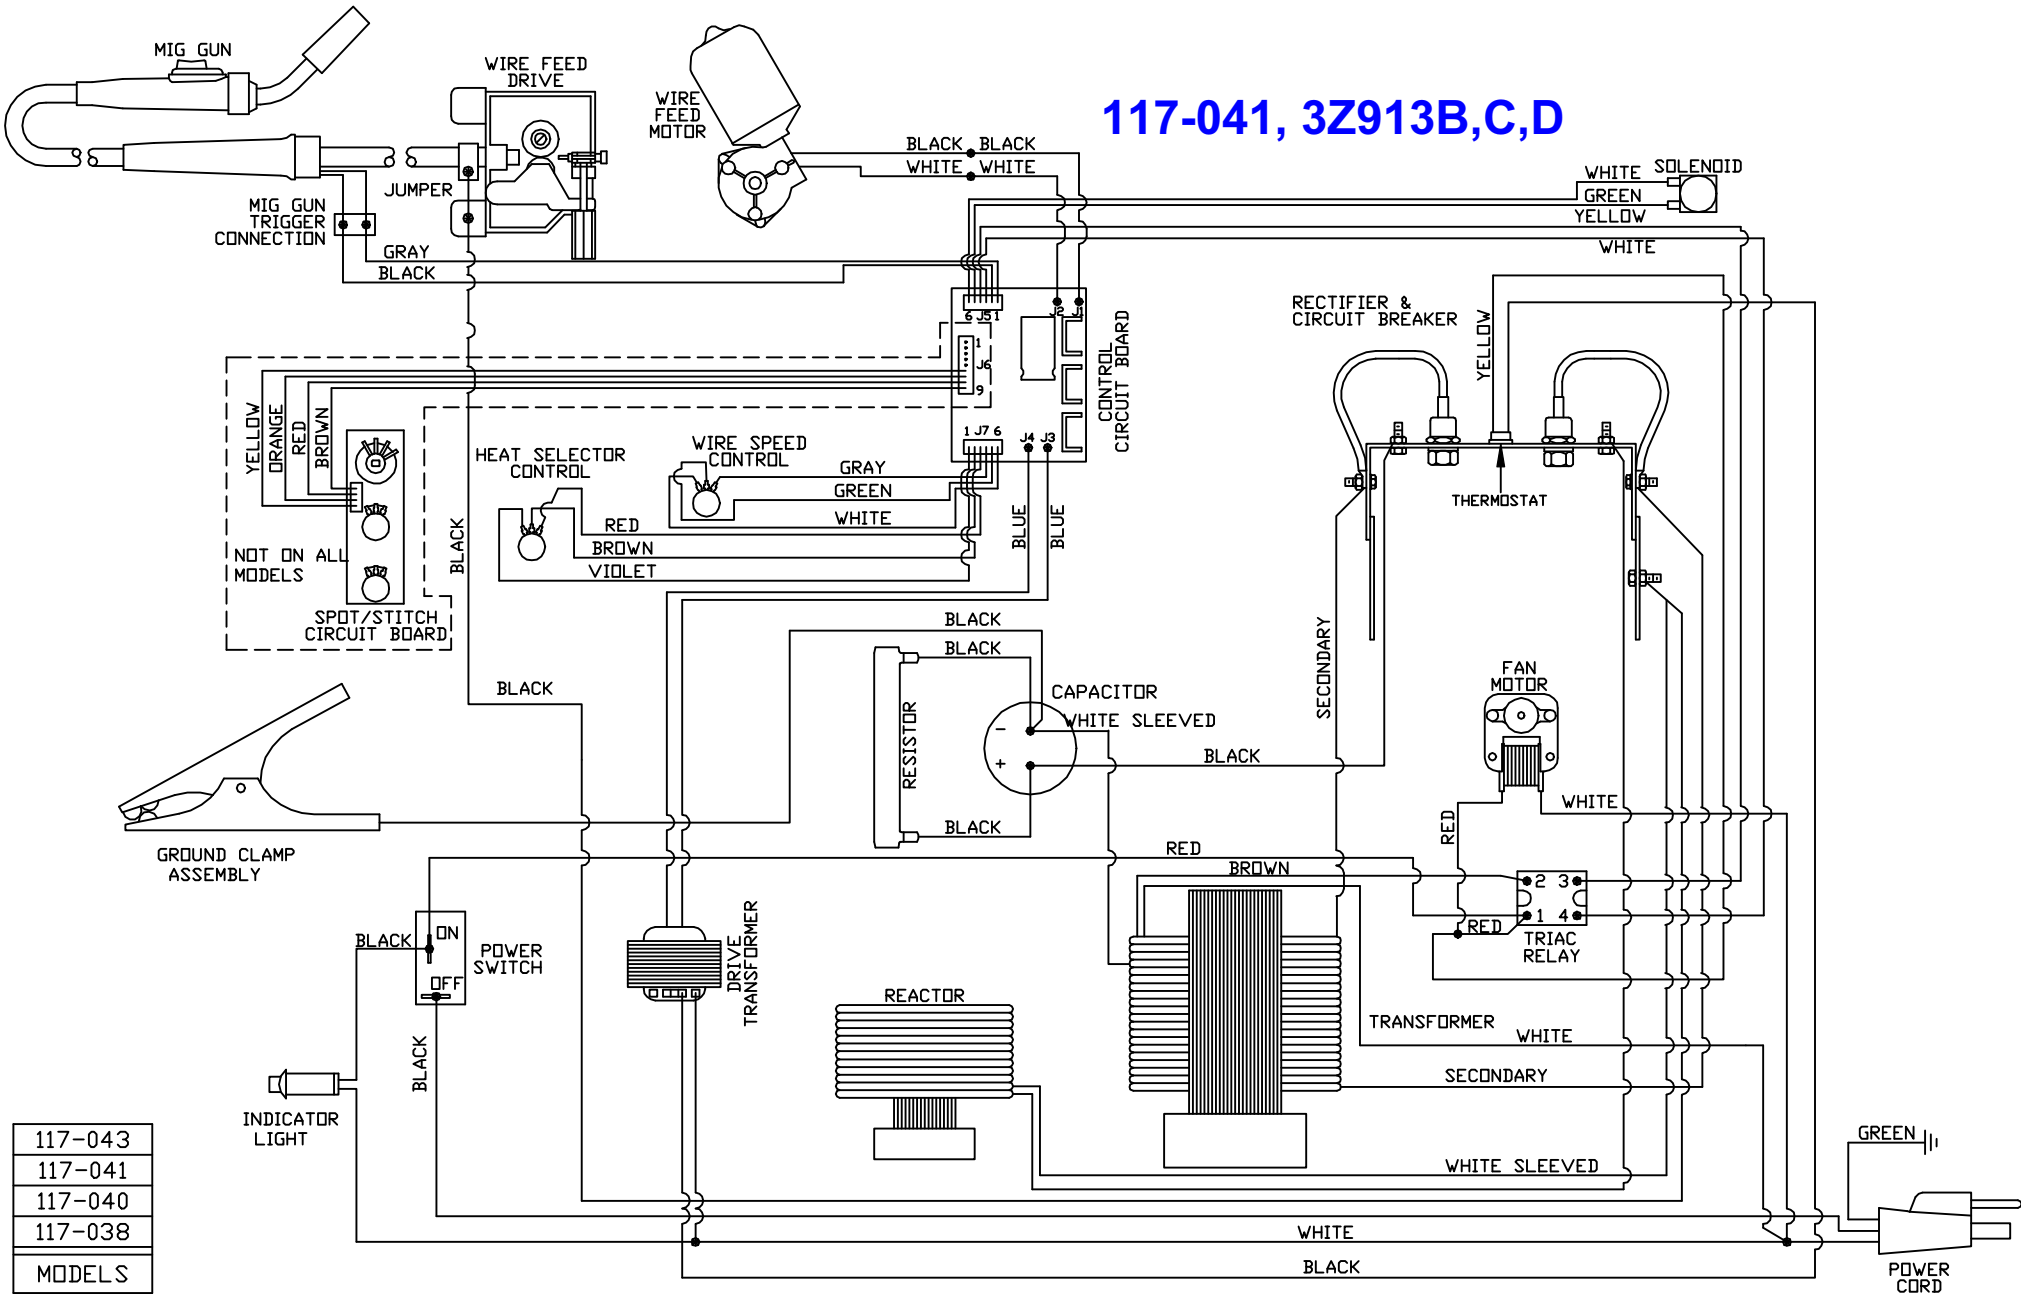 117-041, 3Z913B,C,D
MIG GUN
WIRE FEED
DRIVE
WIRE
FEED
MOTOR
BLACK
BLACK
WHITE
WHITE
WHITE
SOLENOID
GREEN
YELLOW
WHITE
JUMPER
MIG GUN
TRIGGER
CONNECTION
GRAY
BLACK
6 J5 1
J2 J1
1
J6
9
1 J7 6
J4 J3
CONTROL
CIRCUIT BOARD
RECTIFIER &
CIRCUIT BREAKER
YELLOW
THERMOSTAT
YELLOW
ORANGE
RED
BROWN
NOT ON ALL
MODELS
SPOT/STITCH
CIRCUIT BOARD
BLACK
HEAT SELECTOR
CONTROL
WIRE SPEED
CONTROL
GRAY
GREEN
WHITE
RED
BROWN
VIOLET
BLUE
BLUE
BLACK
BLACK
BLACK
CAPACITOR
WHITE SLEEVED
-
+
RESISTOR
BLACK
BLACK
SECONDARY
FAN
MOTOR
WHITE
RED
GROUND CLAMP
ASSEMBLY
RED
BROWN
2 3
1 4
RED
TRIAC
RELAY
BLACK
ON
OFF
POWER
SWITCH
BLACK
DRIVE
TRANSFORMER
REACTOR
TRANSFORMER
WHITE
SECONDARY
INDICATOR
LIGHT
WHITE SLEEVED
GREEN
WHITE
BLACK
POWER
CORD
117-043
117-041
117-040
117-038
MODELS